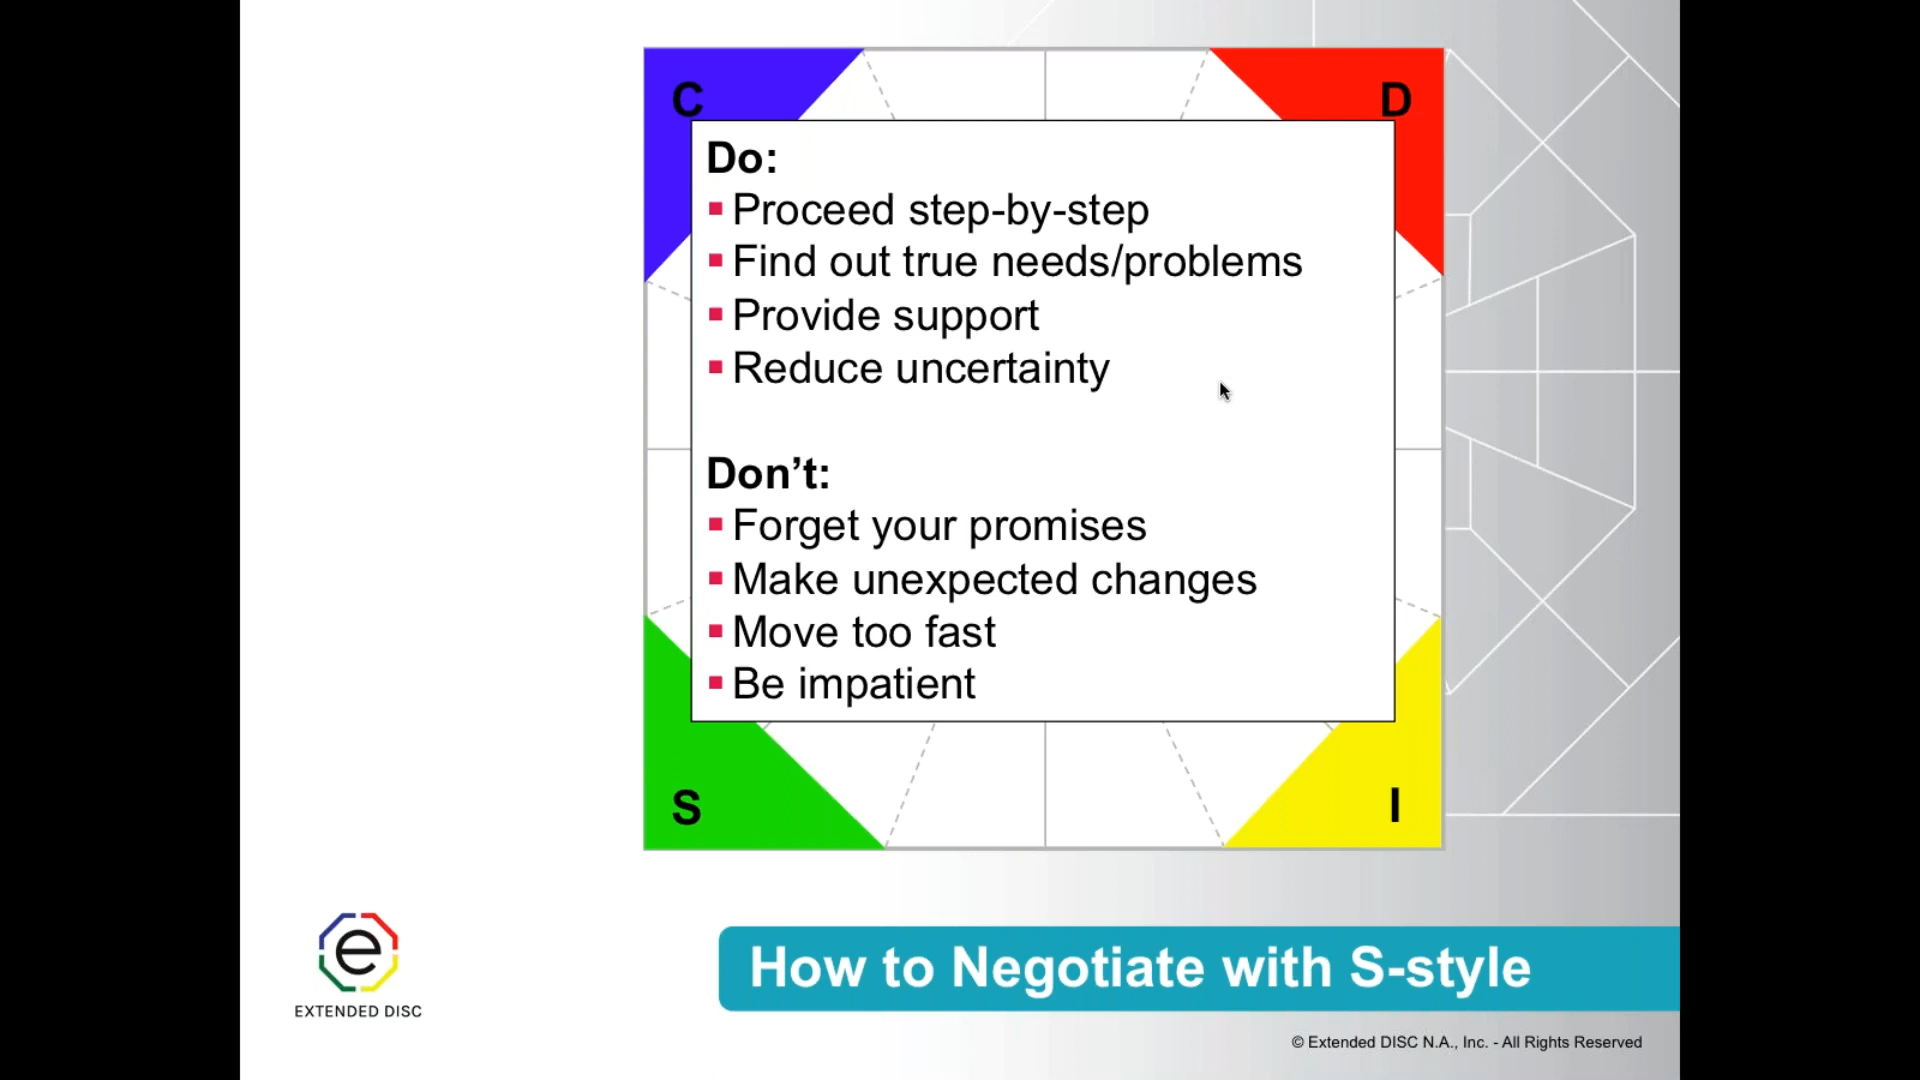 C
D
Do:
Proceed step-by-step
Find out true needs/problems
Provide support
Reduce uncertainty
Don’t:
Forget your promises
Make unexpected changes
Move too fast
Be impatient
S
I
e
EXTENDED DISC
How to Negotiate with S-style
© Extended DISC N.A., Inc. - All Rights Reserved